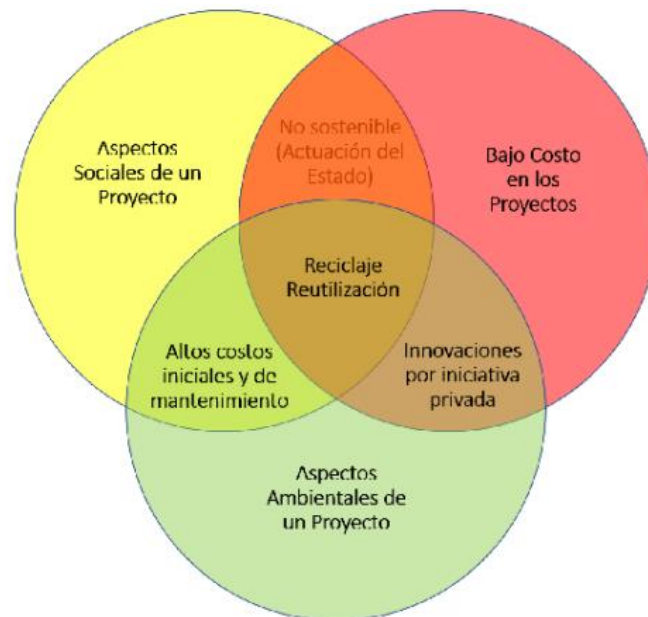 No sostenible
(Actuación del
Estado)
Aspectos
Sociales de un
Proyecto
Bajo Costo
en los
Proyectos
Reciclaje
Reutilización
Altos costos
iniciales y de
mantenimiento
Innovaciones
por iniciativa
privada
Aspectos
Ambientales de
un Proyecto